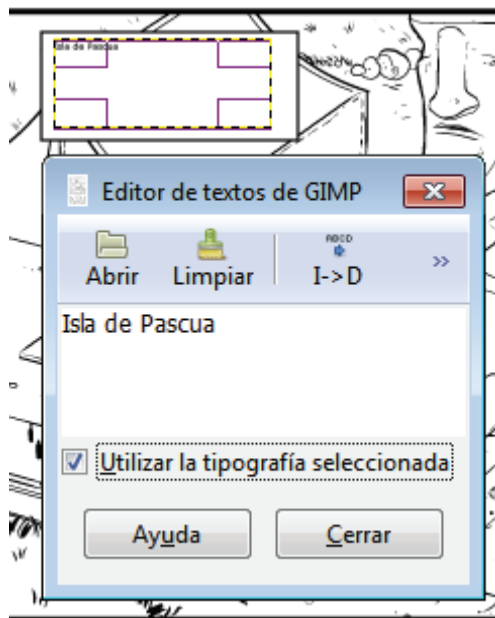 Isla de Pascua
Editor de textos de GIMP
ABCD
Abrir Limpiar I->D >>
Isla de Pascua
Utilizar la tipografía seleccionada
Ayuda Cerrar